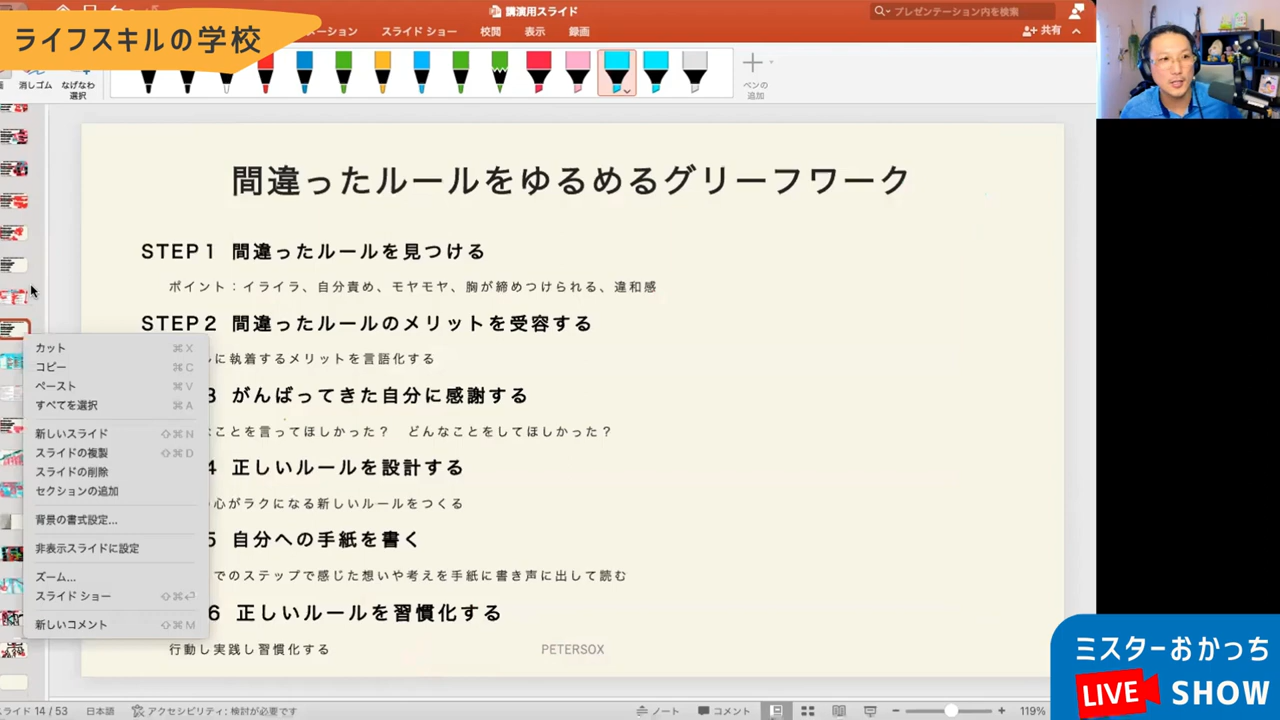 ライフスキルの学校
講演用スライド
プレゼンテーション内を検索
スライド ショー
校閲
表示
録画
共有
消しゴム
なげなわ
選択
ペンの
追加
間違ったルールをゆるめるグリーフワーク
STEP１ 間違ったルールを見つける
ポイント：イライラ、自分責め、モヤモヤ、胸が締めつけられる、違和感
STEP２ 間違ったルールのメリットを受容する
に執着するメリットを言語化する
3 がんばってきた自分に感謝する
ことを言ってほしかった？　どんなことをしてほしかった？
4 正しいルールを設計する
心がラクになる新しいルールをつくる
5 自分への手紙を書く
でのステップで感じた想いや考えを手紙に書き声に出して読む
6 正しいルールを習慣化する
行動し実践し習慣化する
PETERSOX
カット ⌘X
コピー ⌘C
ペースト ⌘V
すべてを選択 ⌘A
新しいスライド ⇧⌘N
スライドの複製 ⇧⌘D
スライドの削除
セクションの追加
背景の書式設定...
非表示スライドに設定
ズーム...
スライド ショー ⇧⌘⏎
新しいコメント ⇧⌘M
ミスターおかっち
LIVE SHOW
スライド 14 / 53
日本語
アクセシビリティ: 検討が必要です
ノート
コメント
119%